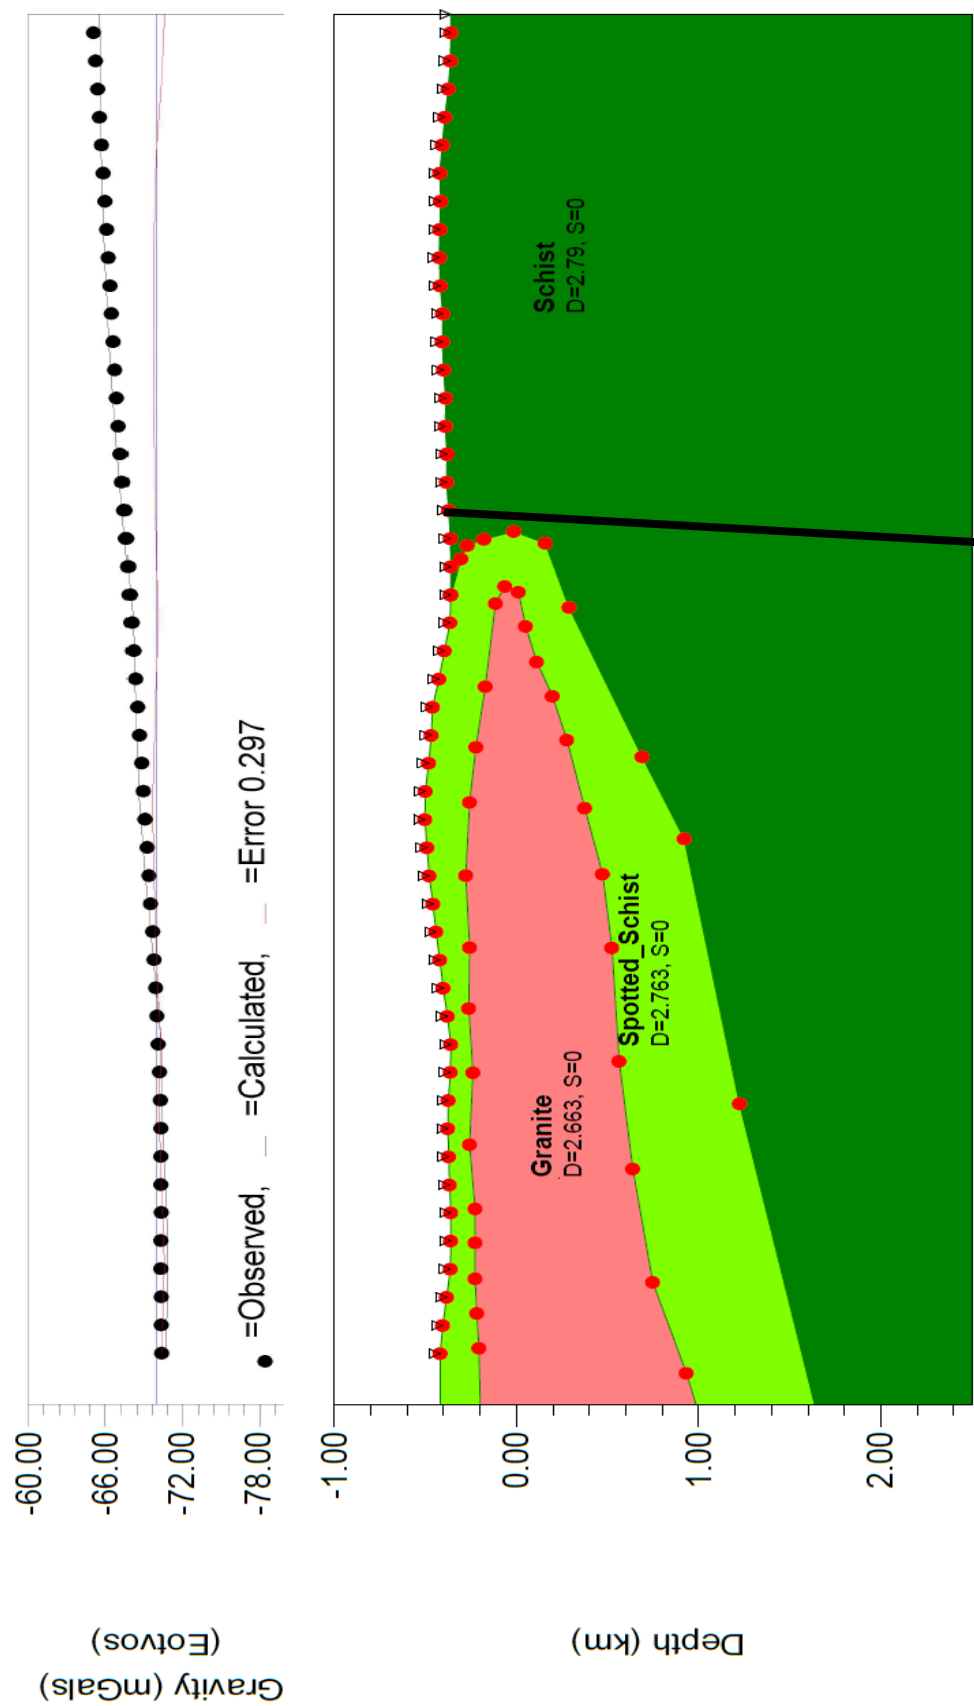 Gravity (mGals)
(Eotvos)
-60.00
-66.00
-72.00
-78.00
=Observed, =Calculated, =Error 0.297
Depth (km)
-1.00
0.00
1.00
2.00
Granite
D=2.663, S=0
Spotted_Schist
D=2.763, S=0
Schist
D=2.79, S=0